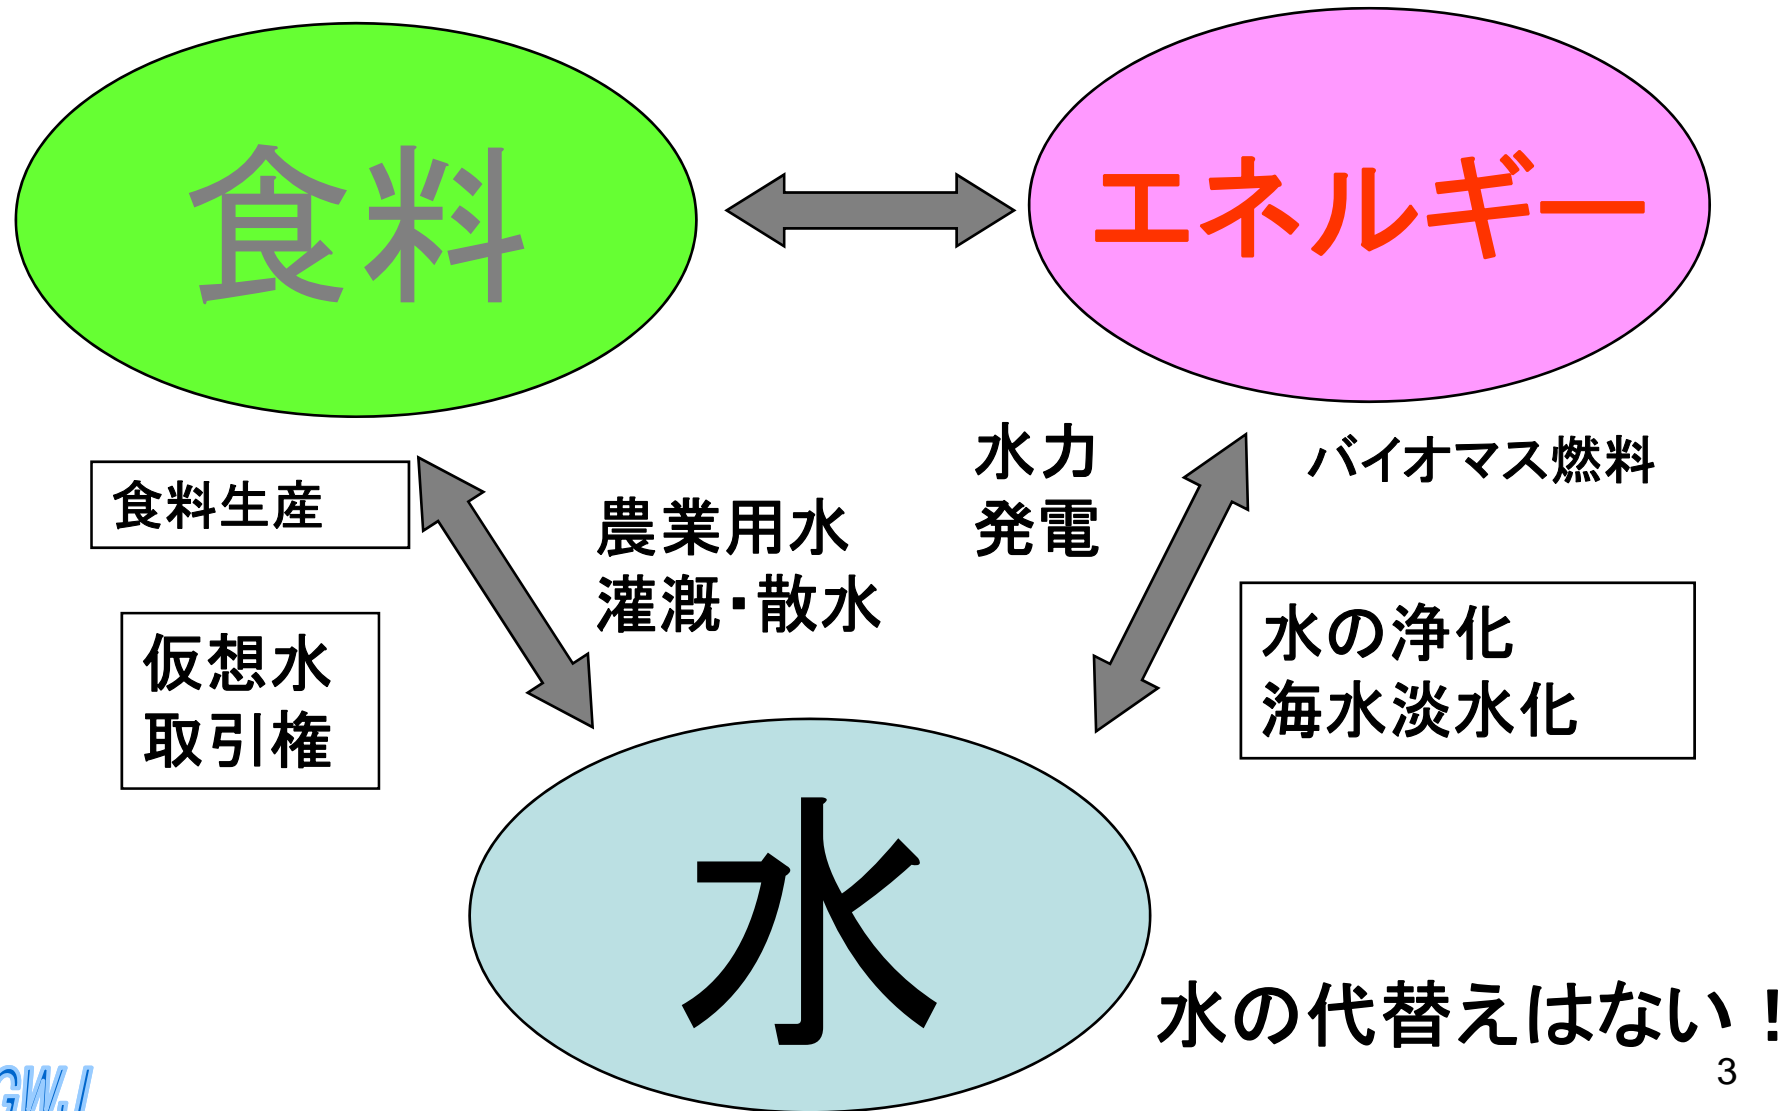 食料
エネルギー
食料生産
農業用水
灌漑・散水
水力
発電
バイオマス燃料
仮想水
取引権
水の浄化
海水淡水化
水
水の代替えはない！
3
GWJ